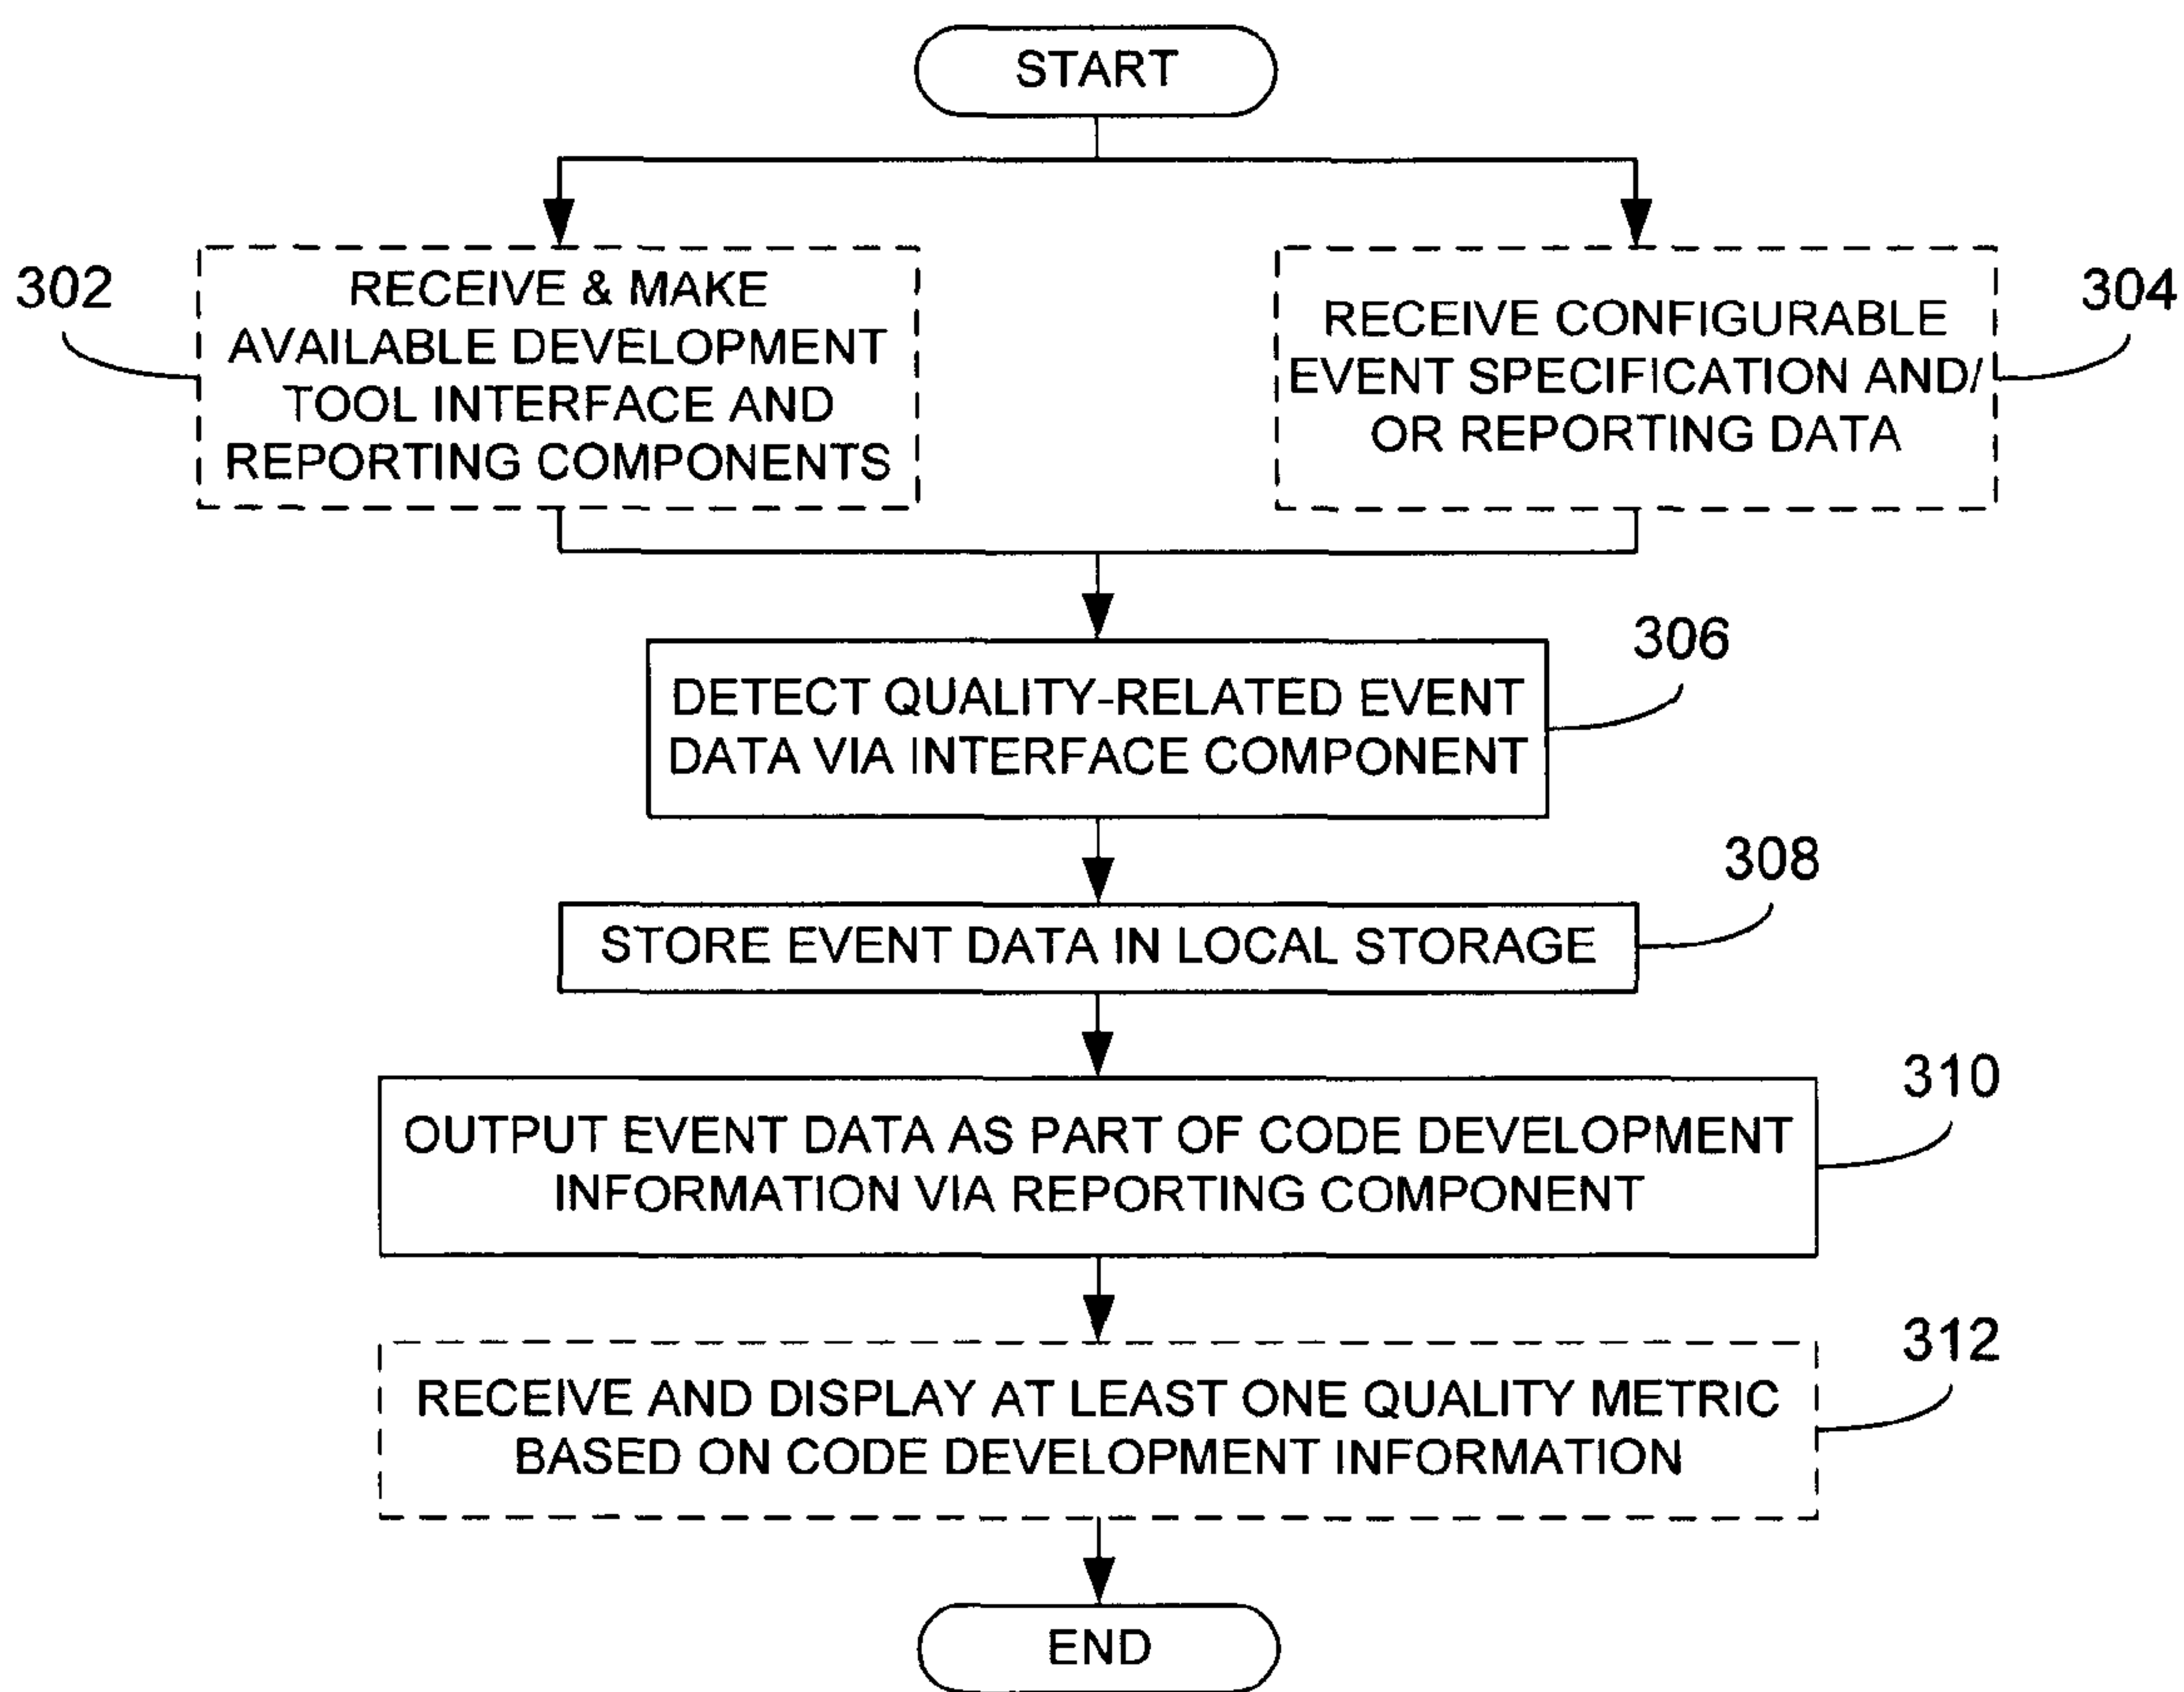 START
302
RECEIVE & MAKE
AVAILABLE DEVELOPMENT
TOOL INTERFACE AND
REPORTING COMPONENTS
304
RECEIVE CONFIGURABLE
EVENT SPECIFICATION AND/
OR REPORTING DATA
306
DETECT QUALITY-RELATED EVENT
DATA VIA INTERFACE COMPONENT
308
STORE EVENT DATA IN LOCAL STORAGE
310
OUTPUT EVENT DATA AS PART OF CODE DEVELOPMENT
INFORMATION VIA REPORTING COMPONENT
312
RECEIVE AND DISPLAY AT LEAST ONE QUALITY METRIC
BASED ON CODE DEVELOPMENT INFORMATION
END